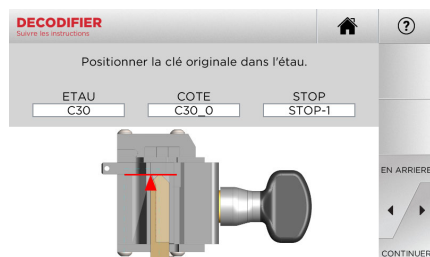 DECODIFIER
Suivre les instructions
?
Positionner la clé originale dans l'étau.
ETAU COTE STOP
C30 C30_0 STOP-1
EN ARRIERE
CONTINUER